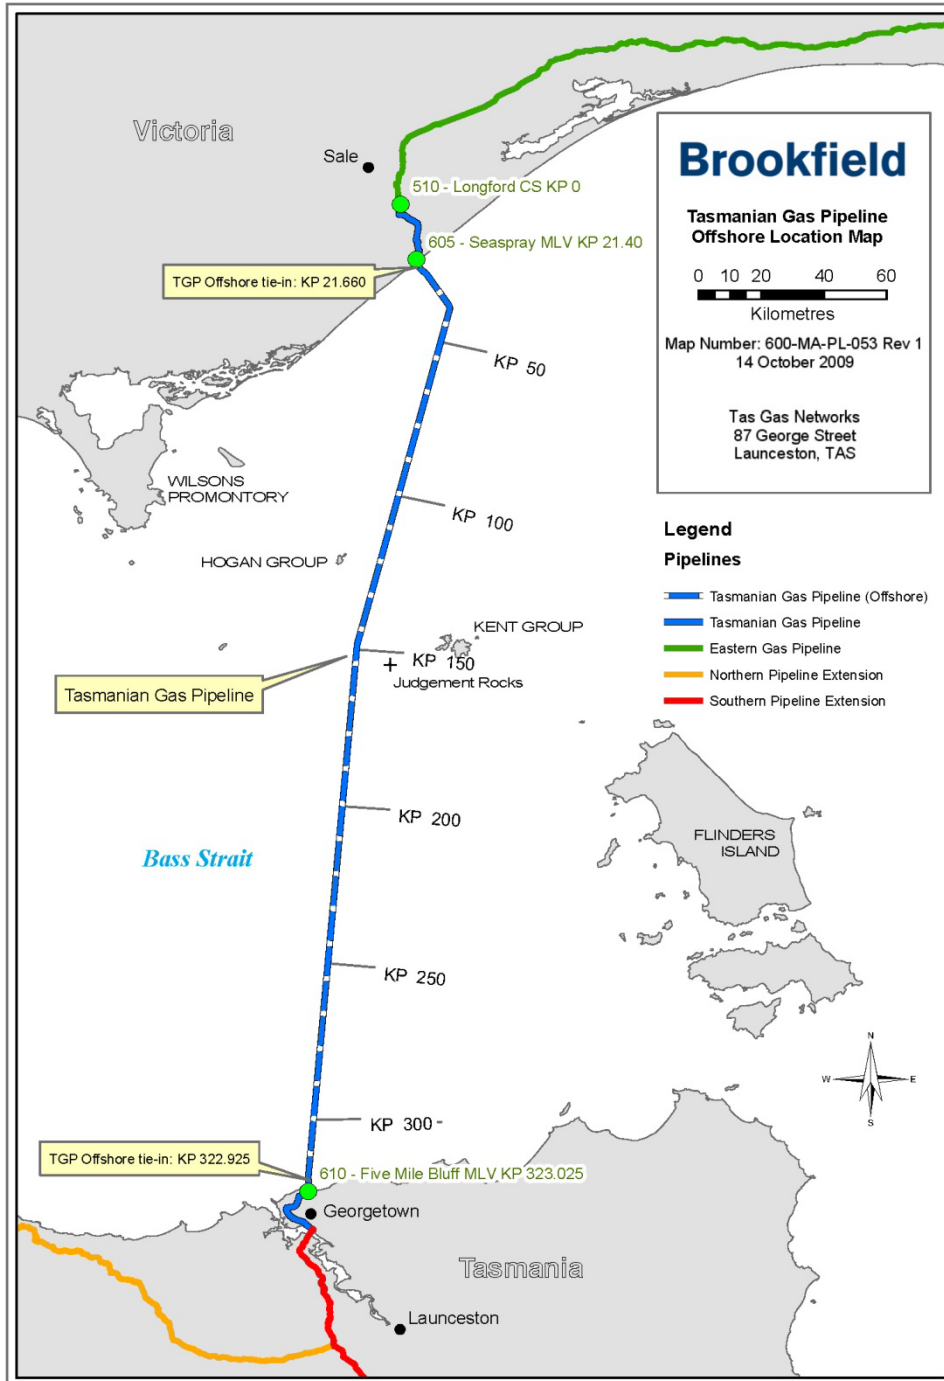 Victoria
Sale
510 - Longford CS KP 0
605 - Seaspray MLV KP 21.40
TGP Offshore tie-in: KP 21.660
Brookfield
Tasmanian Gas Pipeline
Offshore Location Map
0 10 20 40 60
Kilometres
Map Number: 600-MA-PL-053 Rev 1
14 October 2009
Tas Gas Networks
87 George Street
Launceston, TAS
KP 50
WILSONS
PROMONTORY
KP 100
HOGAN GROUP
KENT GROUP
KP 150
Judgement Rocks
Tasmanian Gas Pipeline
Legend
Pipelines
Tasmanian Gas Pipeline (Offshore)
Tasmanian Gas Pipeline
Eastern Gas Pipeline
Northern Pipeline Extension
Southern Pipeline Extension
KP 200
FLINDERS
ISLAND
Bass Strait
KP 250
N
W E
S
KP 300
TGP Offshore tie-in: KP 322.925
610 - Five Mile Bluff MLV KP 323.025
Georgetown
Tasmania
Launceston